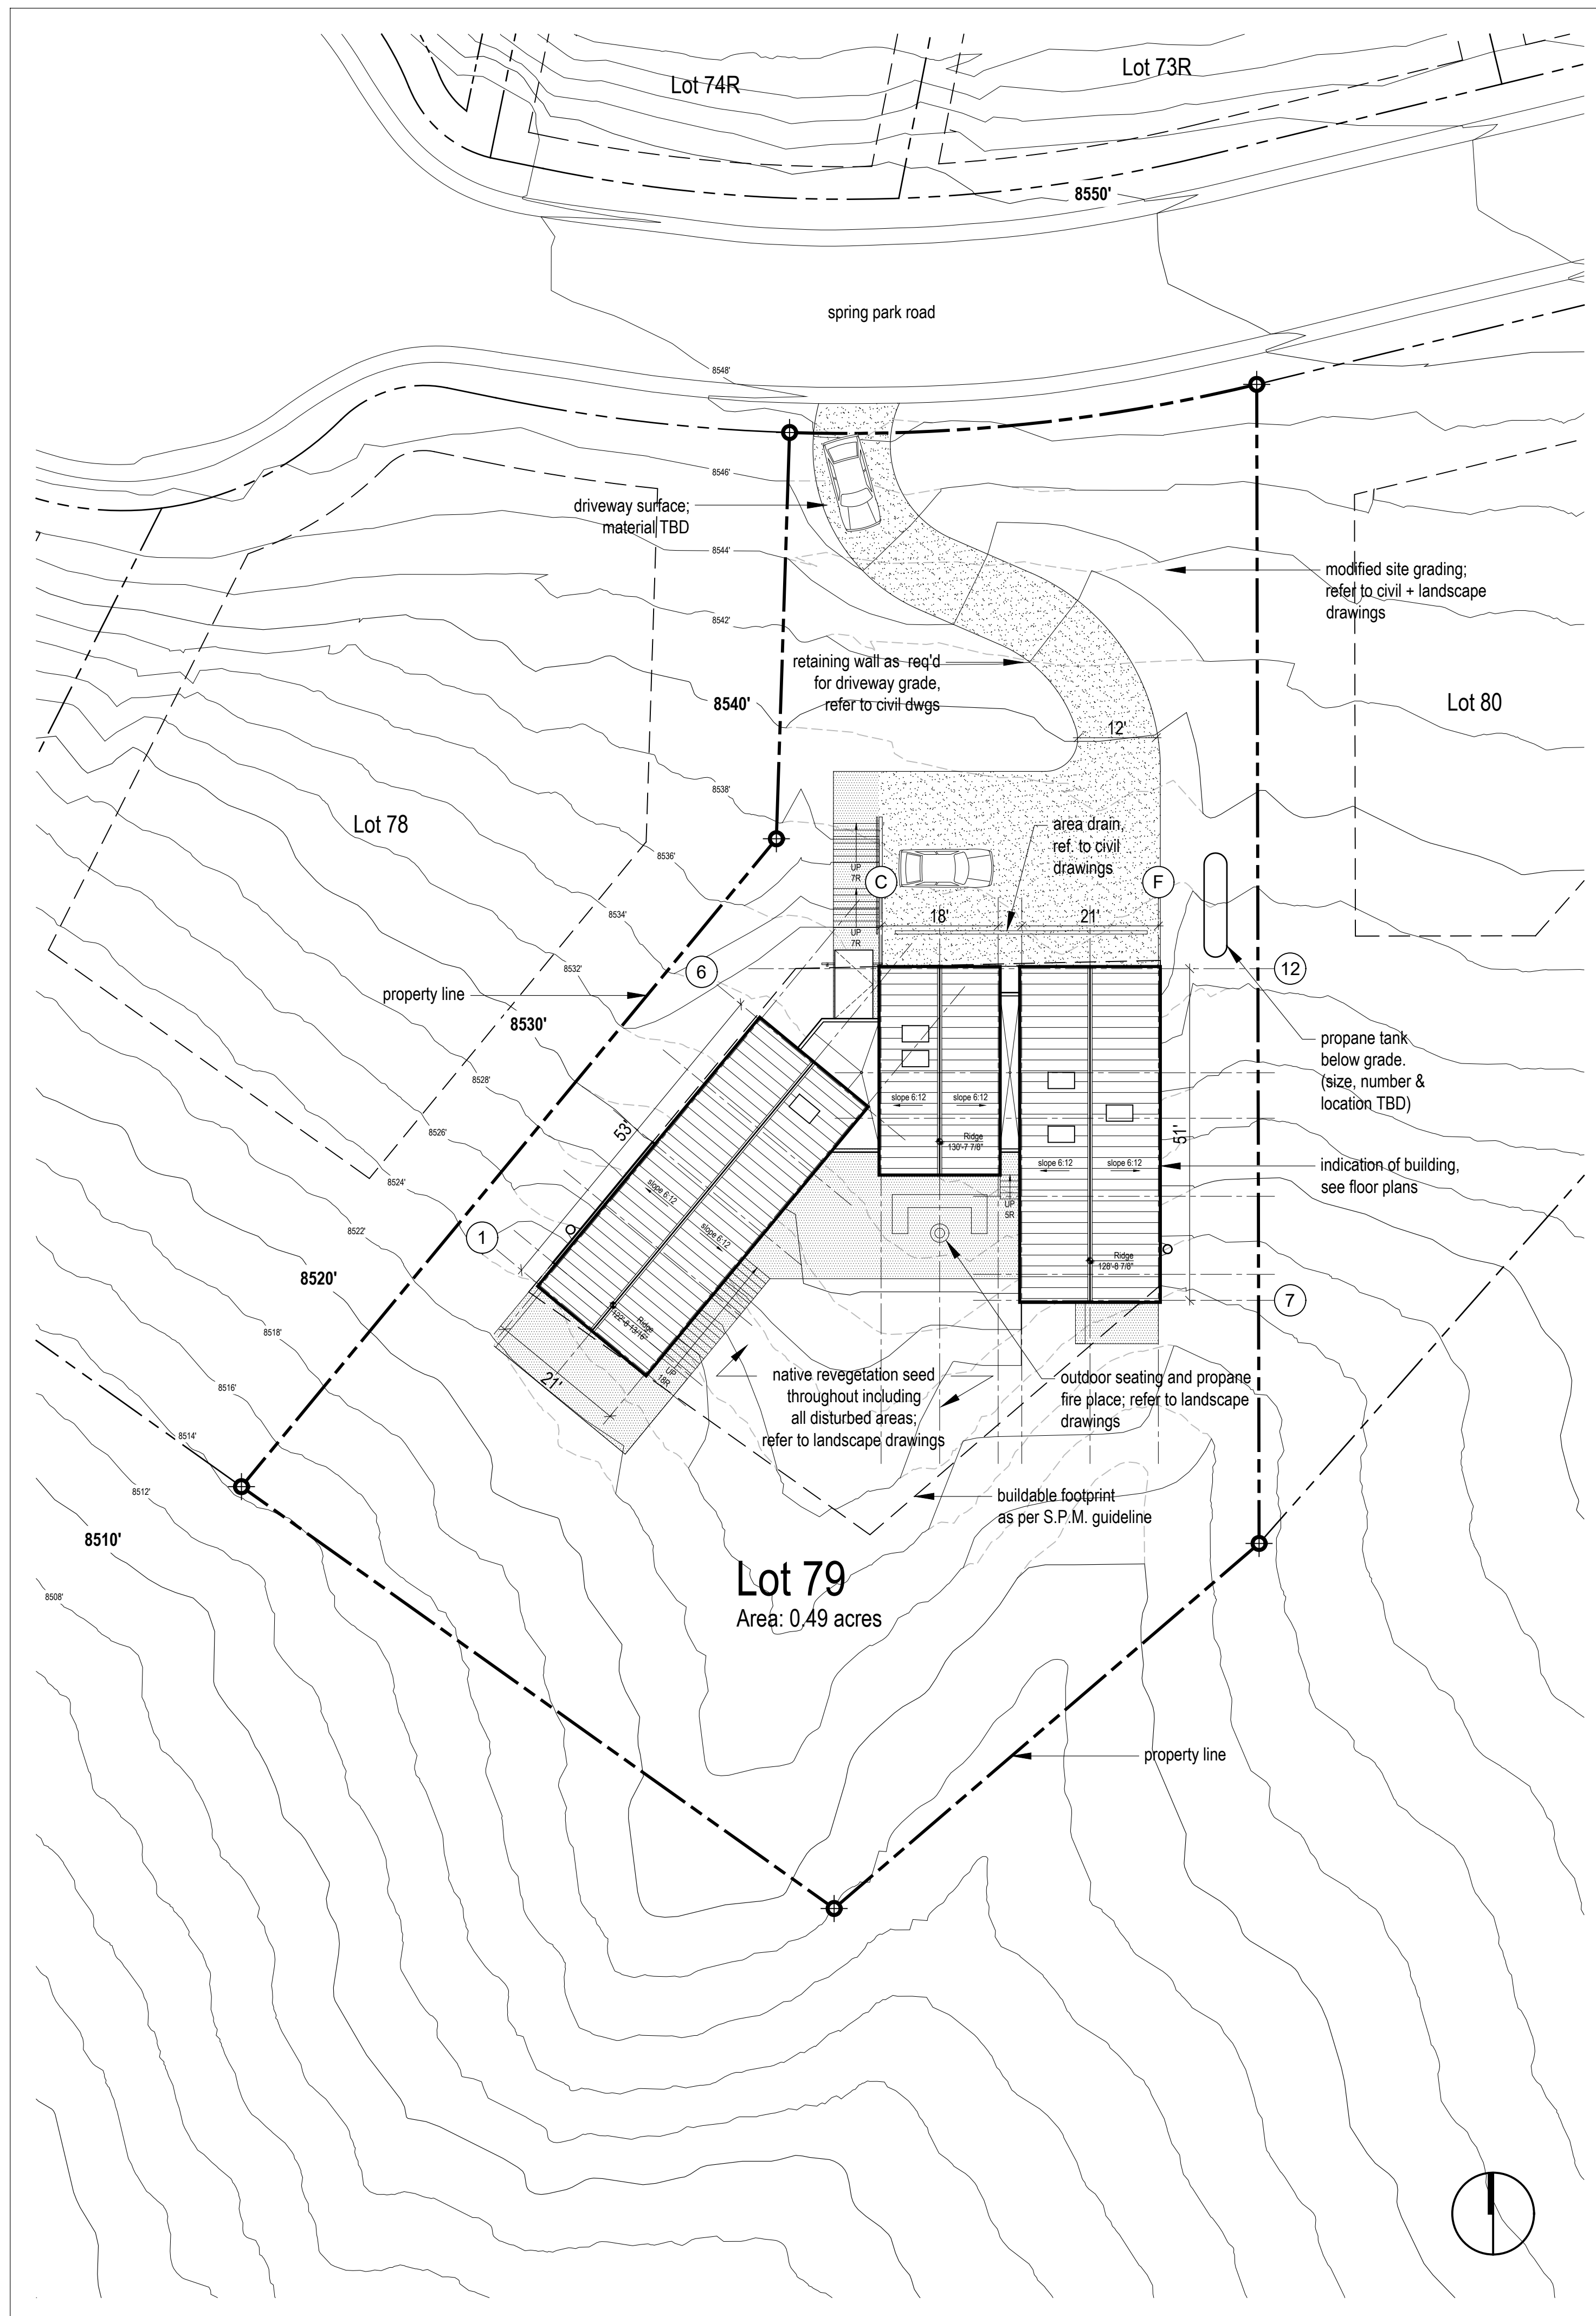 Lot 74R
Lot 73R
8550'
spring park road
8548'
8546'
driveway surface;
material TBD
8544'
modified site grading;
refer to civil + landscape
drawings
8542'
retaining wall as req'd
for driveway grade,
refer to civil dwgs
8540'
Lot 80
12'
8538'
Lot 78
area drain,
ref. to civil
drawings
8536'
UP
7R
C
F
8534'
18'
21'
UP
7R
8532'
6
12
property line
8530'
propane tank
below grade.
(size, number &
location TBD)
8528'
slope 6:12
slope 6:12
8526'
53'
Ridge
130'-7 7/8"
51'
slope 6:12
slope 6:12
indication of building,
see floor plans
8524'
slope 6:12
UP
5R
8522'
1
slope 6:12
Ridge
128'-8 7/8"
8520'
7
8518'
Ridge
122'-8 13/16"
UP
18R
21'
native revegetation seed
throughout including
all disturbed areas;
refer to landscape drawings
outdoor seating and propane
fire place; refer to landscape
drawings
8516'
8514'
8512'
buildable footprint
as per S.P.M. guideline
8510'
Lot 79
Area: 0.49 acres
8508'
property line